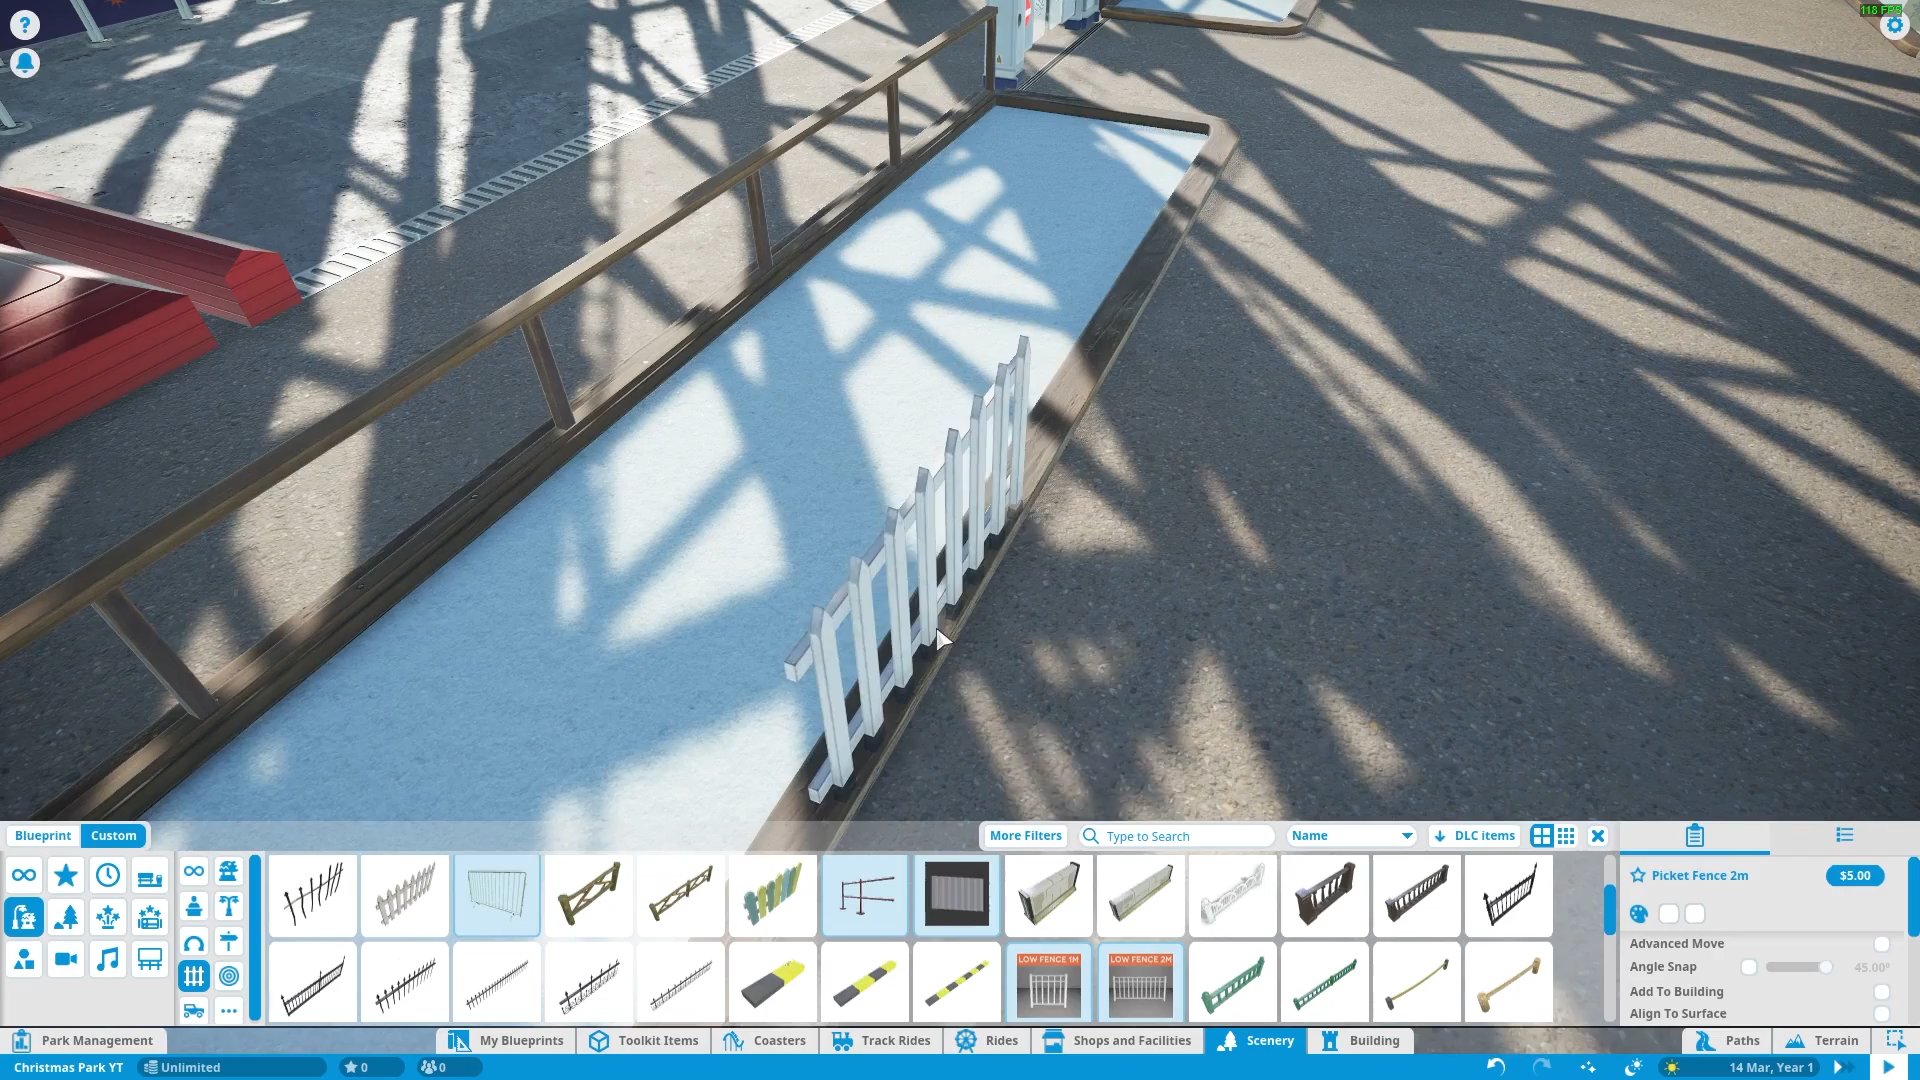 118 FPS
?
Blueprint Custom
More Filters Type to Search Name DLC items
Picket Fence 2m $5.00
Advanced Move
Angle Snap 45.00°
Add To Building
Align To Surface
LOW FENCE 1M LOW FENCE 2M
Park Management My Blueprints Toolkit Items Coasters Track Rides Rides Shops and Facilities Scenery Building Paths Terrain
Christmas Park YT Unlimited 0 0 14 Mar, Year 1